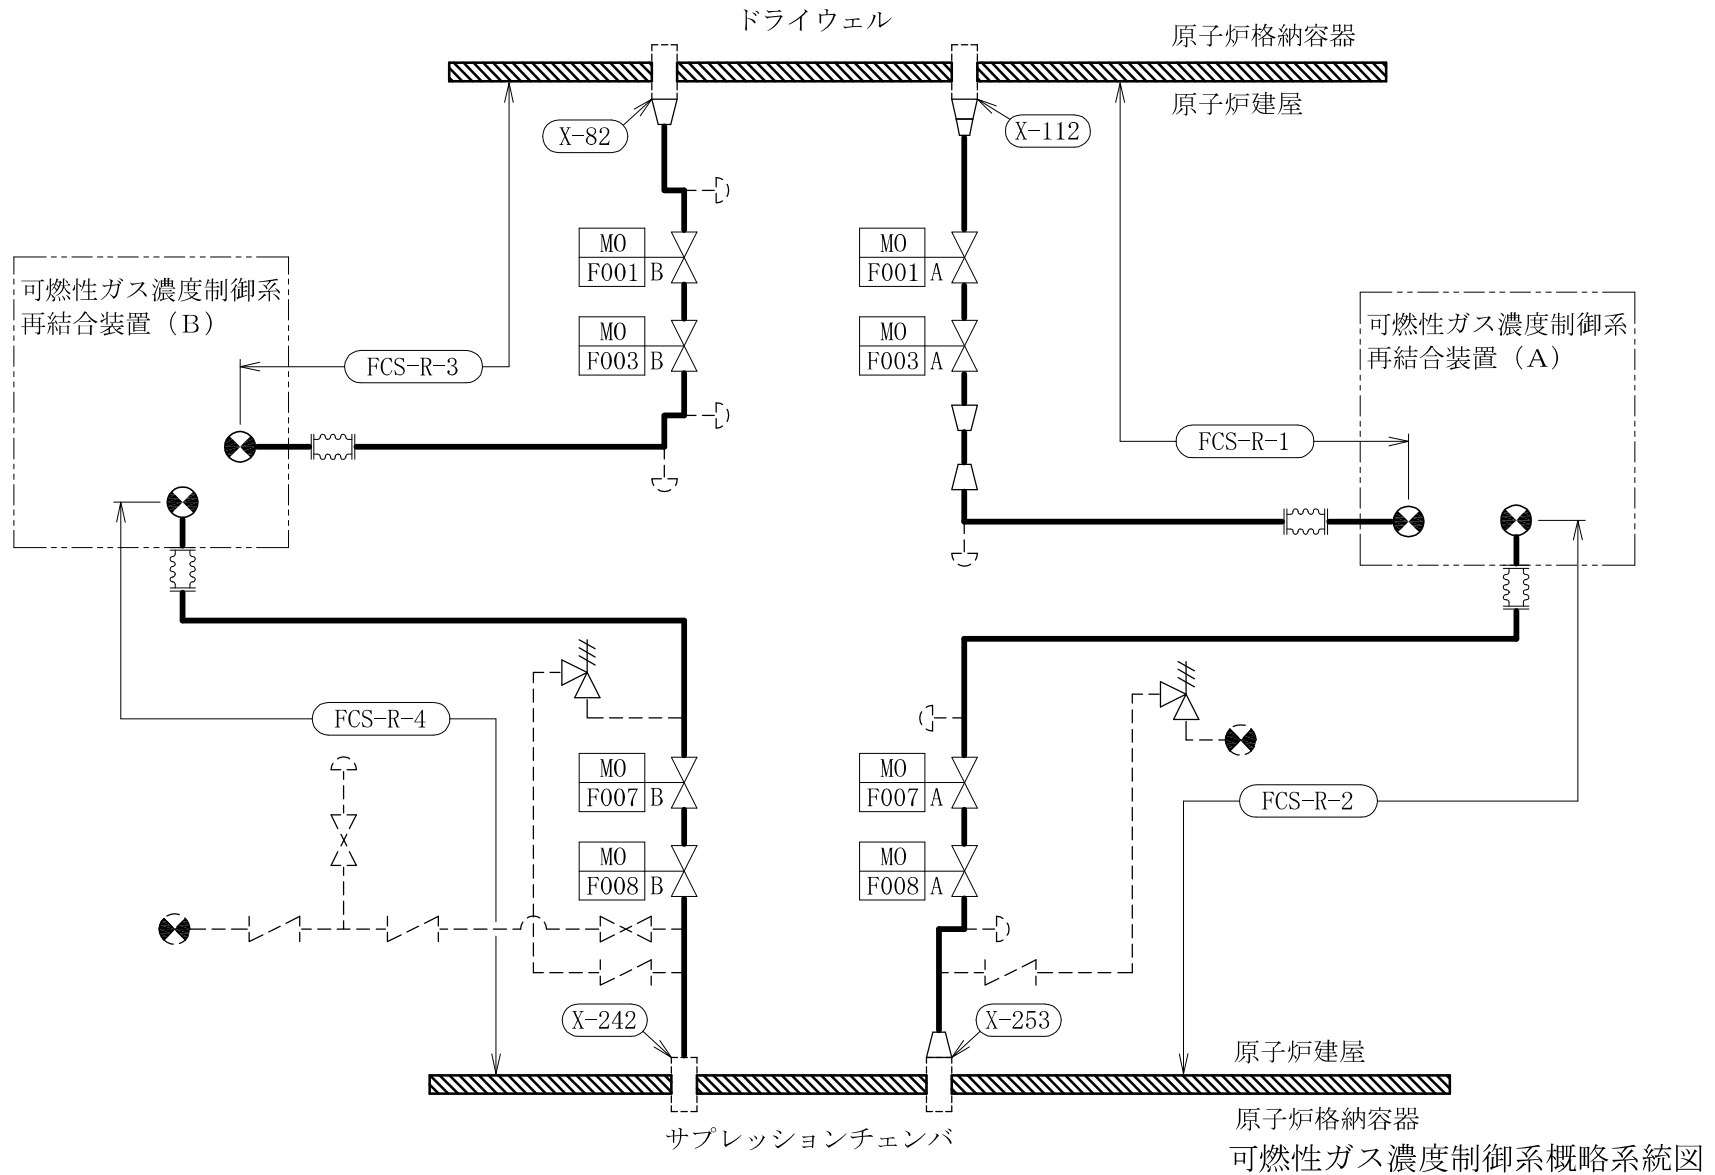 ドライウェル
原子炉格納容器
原子炉建屋
X-82
X-112
MO
F001 B
MO
F001 A
可燃性ガス濃度制御系
再結合装置（B）
MO
F003 B
MO
F003 A
可燃性ガス濃度制御系
再結合装置（A）
FCS-R-3
FCS-R-1
FCS-R-4
MO
F007 B
MO
F007 A
FCS-R-2
MO
F008 B
MO
F008 A
X-242
X-253
原子炉建屋
原子炉格納容器
サプレッションチェンバ
可燃性ガス濃度制御系概略系統図